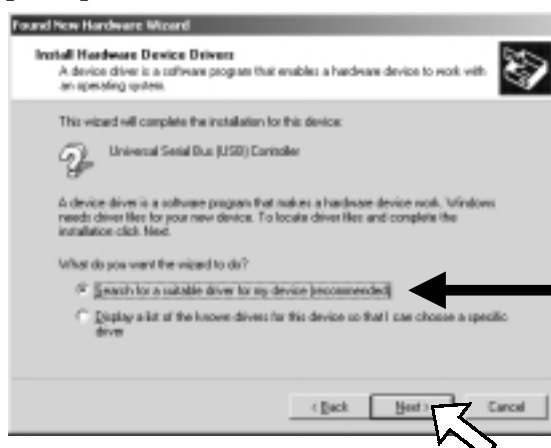 Found New Hardware Wizard
Install Hardware Device Drivers
A device driver is a software program that enables a hardware device to work with
an operating system.
This wizard will complete the installation for this device:
Universal Serial Bus (USB) Controller
A device driver is a software program that makes a hardware device work. Windows
needs driver files for your new device. To locate driver files and complete the
installation click Next.
What do you want the wizard to do?
Search for a suitable driver for my device (recommended)
Display a list of the known drivers for this device so that I can choose a specific
driver
< Back
Next >
Cancel